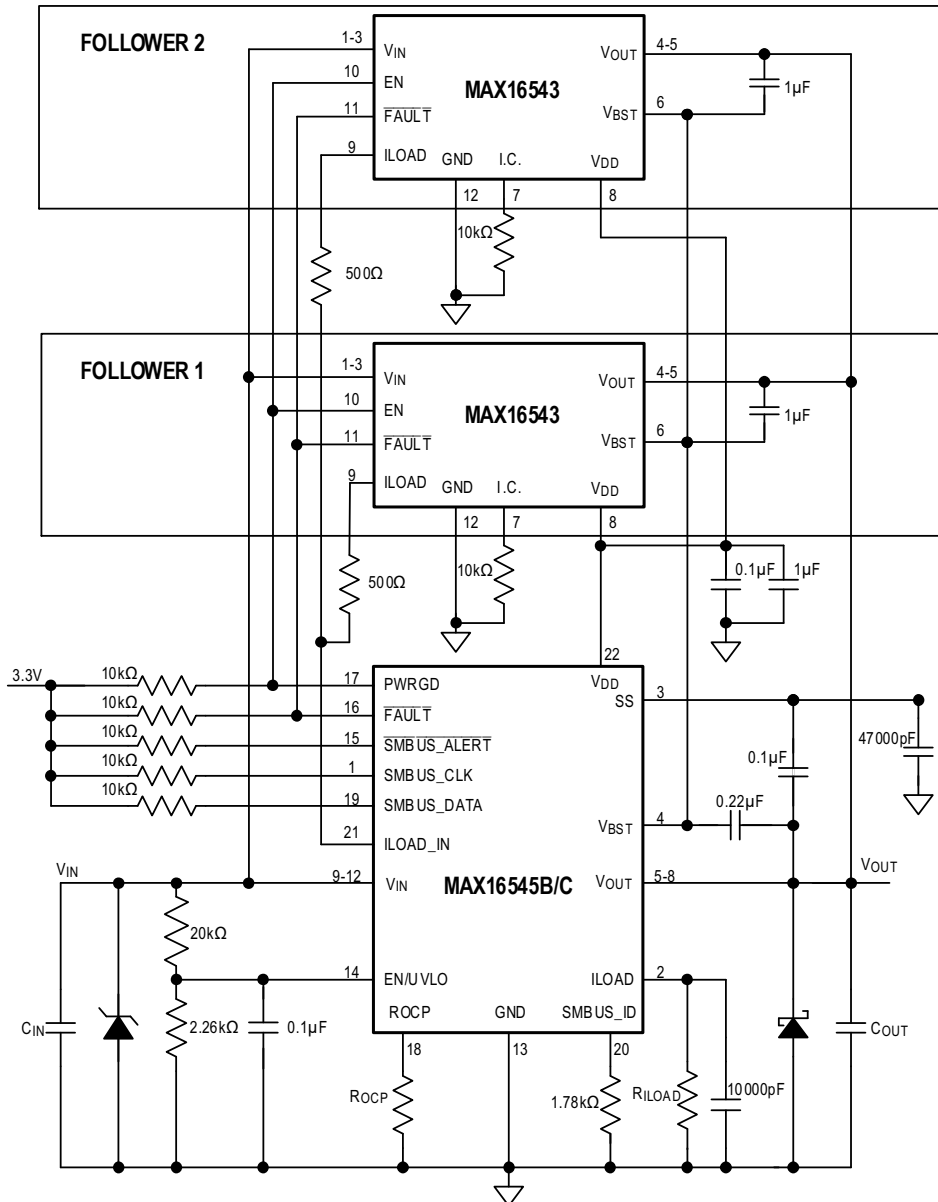 FOLLOWER 2
1-3
VIN
VOUT
4-5
10
EN
MAX16543
1µF
11
FAULT
VBST
6
9
ILOAD
GND
I.C.
VDD
12
7
8
10kΩ
500Ω
FOLLOWER 1
1-3
VIN
VOUT
4-5
10
EN
MAX16543
1µF
11
FAULT
VBST
6
9
ILOAD
GND
I.C.
VDD
12
7
8
10kΩ
500Ω
0.1µF
1µF
3.3V
10kΩ
17
PWRGD
22
VDD
SS
3
10kΩ
16
FAULT
47000pF
10kΩ
15
SMBUS_ALERT
0.1µF
10kΩ
1
SMBUS_CLK
10kΩ
19
SMBUS_DATA
0.22µF
VBST
4
21
ILOAD_IN
VIN
9-12
VIN
MAX16545B/C
VOUT
5-8
VOUT
20kΩ
14
EN/UVLO
ILOAD
2
CIN
2.26kΩ
0.1µF
ROCP
GND
SMBUS_ID
COUT
18
13
20
ROCP
1.78kΩ
RILOAD
10000pF